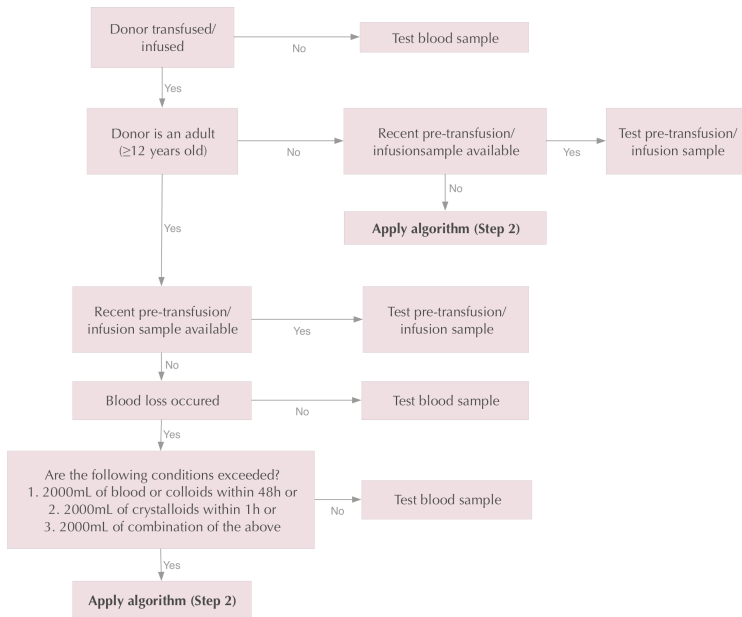 Donor transfused/
infused
No
Test blood sample
Yes
Donor is an adult
(≥12 years old)
No
Recent pre-transfusion/
infusionsample available
Yes
Test pre-transfusion/
infusion sample
No
Apply algorithm (Step 2)
Yes
Recent pre-transfusion/
infusion sample available
Yes
Test pre-transfusion/
infusion sample
No
Blood loss occured
No
Test blood sample
Yes
Are the following conditions exceeded?
1. 2000mL of blood or colloids within 48h or
2. 2000mL of crystalloids within 1h or
3. 2000mL of combination of the above
No
Test blood sample
Yes
Apply algorithm (Step 2)